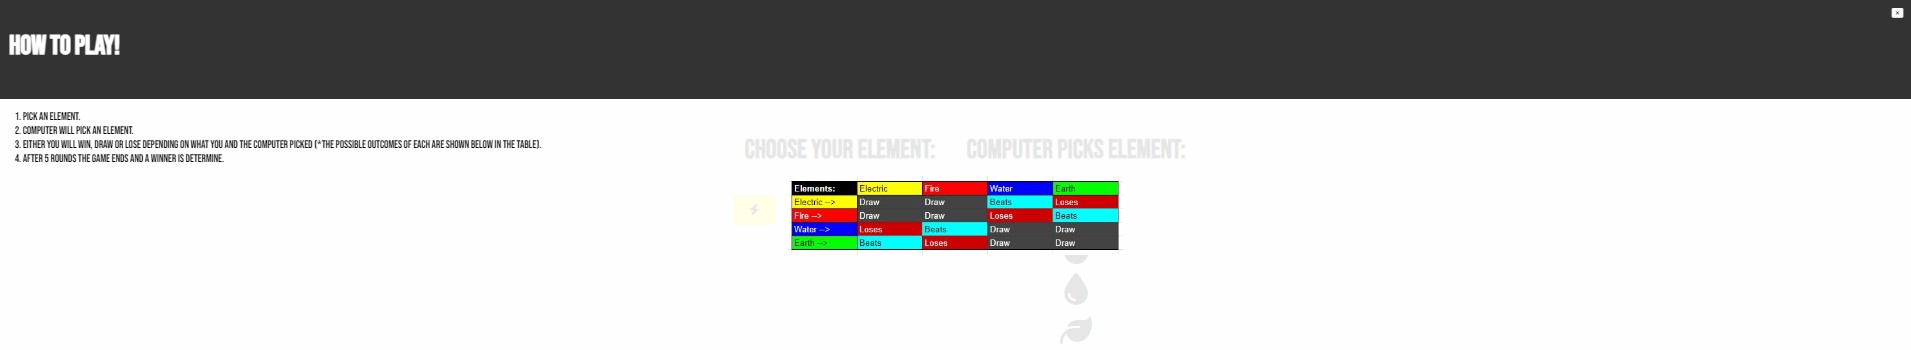 ×
HOW TO PLAY!
1. PICK AN ELEMENT.
2. COMPUTER WILL PICK AN ELEMENT.
3. EITHER YOU WILL WIN, DRAW OR LOSE DEPENDING ON WHAT YOU AND THE COMPUTER PICKED (*THE POSSIBLE OUTCOMES OF EACH ARE SHOWN BELOW IN THE TABLE).
4. AFTER 5 ROUNDS THE GAME ENDS AND A WINNER IS DETERMINE.
CHOOSE YOUR ELEMENT: COMPUTER PICKS ELEMENT:
Elements: Electric Fire Water Earth
Electric --> Draw Draw Beats Loses
Fire --> Draw Draw Loses Beats
Water --> Loses Beats Draw Draw
Earth --> Beats Loses Draw Draw